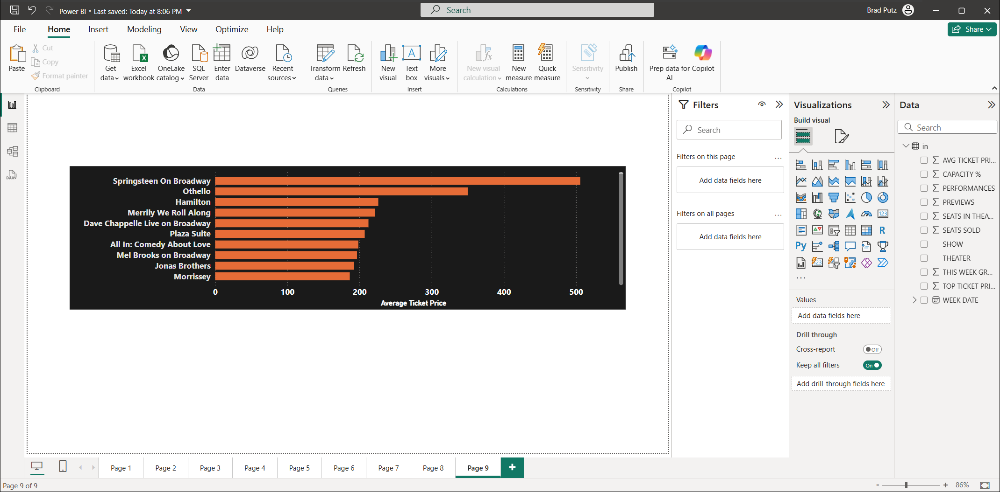 Power BI • Last saved: Today at 8:06 PM
Search
Brad Putz
File
Home
Insert
Modeling
View
Optimize
Help
Share
Paste
Cut
Copy
Format painter
Clipboard
Get data
Excel workbook
OneLake catalog
SQL Server
Enter data
Dataverse
Recent sources
Data
Transform data
Refresh
Queries
New visual
Text box
More visuals
Insert
New visual calculation
New measure
Quick measure
Calculations
Sensitivity
Sensitivity
Publish
Share
Prep data for AI
Copilot
Copilot
DAX
Springsteen On Broadway
Othello
Hamilton
Merrily We Roll Along
Dave Chappelle Live on Broadway
Plaza Suite
All In: Comedy About Love
Mel Brooks on Broadway
Jonas Brothers
Morrissey
0 100 200 300 400 500
Average Ticket Price
Filters
Search
Filters on this page
...
Add data fields here
Filters on all pages
...
Add data fields here
Visualizations
Build visual
123
R
Py
123
...
Values
Add data fields here
Drill through
Cross-report
Off
Keep all filters
On
Add drill-through fields here
Data
Search
in
AVG TICKET PRI...
CAPACITY %
PERFORMANCES
PREVIEWS
SEATS IN THEA...
SEATS SOLD
SHOW
THEATER
THIS WEEK GR...
TOP TICKET PRI...
WEEK DATE
Page 1
Page 2
Page 3
Page 4
Page 5
Page 6
Page 7
Page 8
Page 9
+
Page 9 of 9
- + 86%